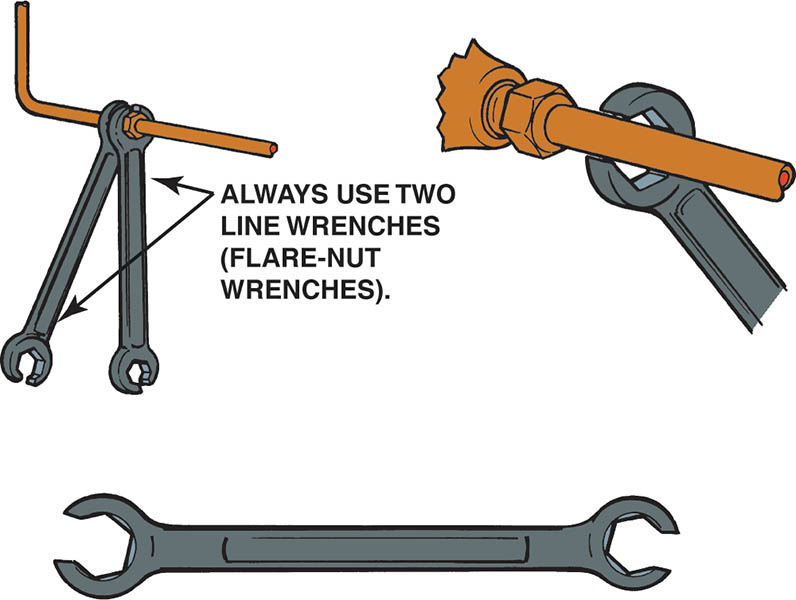 ALWAYS USE TWO
LINE WRENCHES
(FLARE-NUT
WRENCHES).